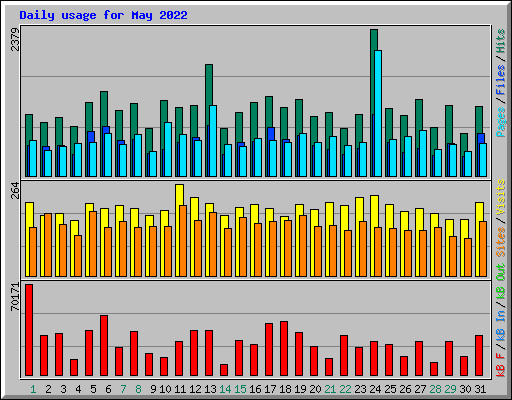 Daily usage for May 2022
2379
Pages / Files / Hits
264
Sites / Visits
70171
kB F / kB In / kB Out
1 2 3 4 5 6 7 8 9 10 11 12 13 14 15 16 17 18 19 20 21 22 23 24 25 26 27 28 29 30 31